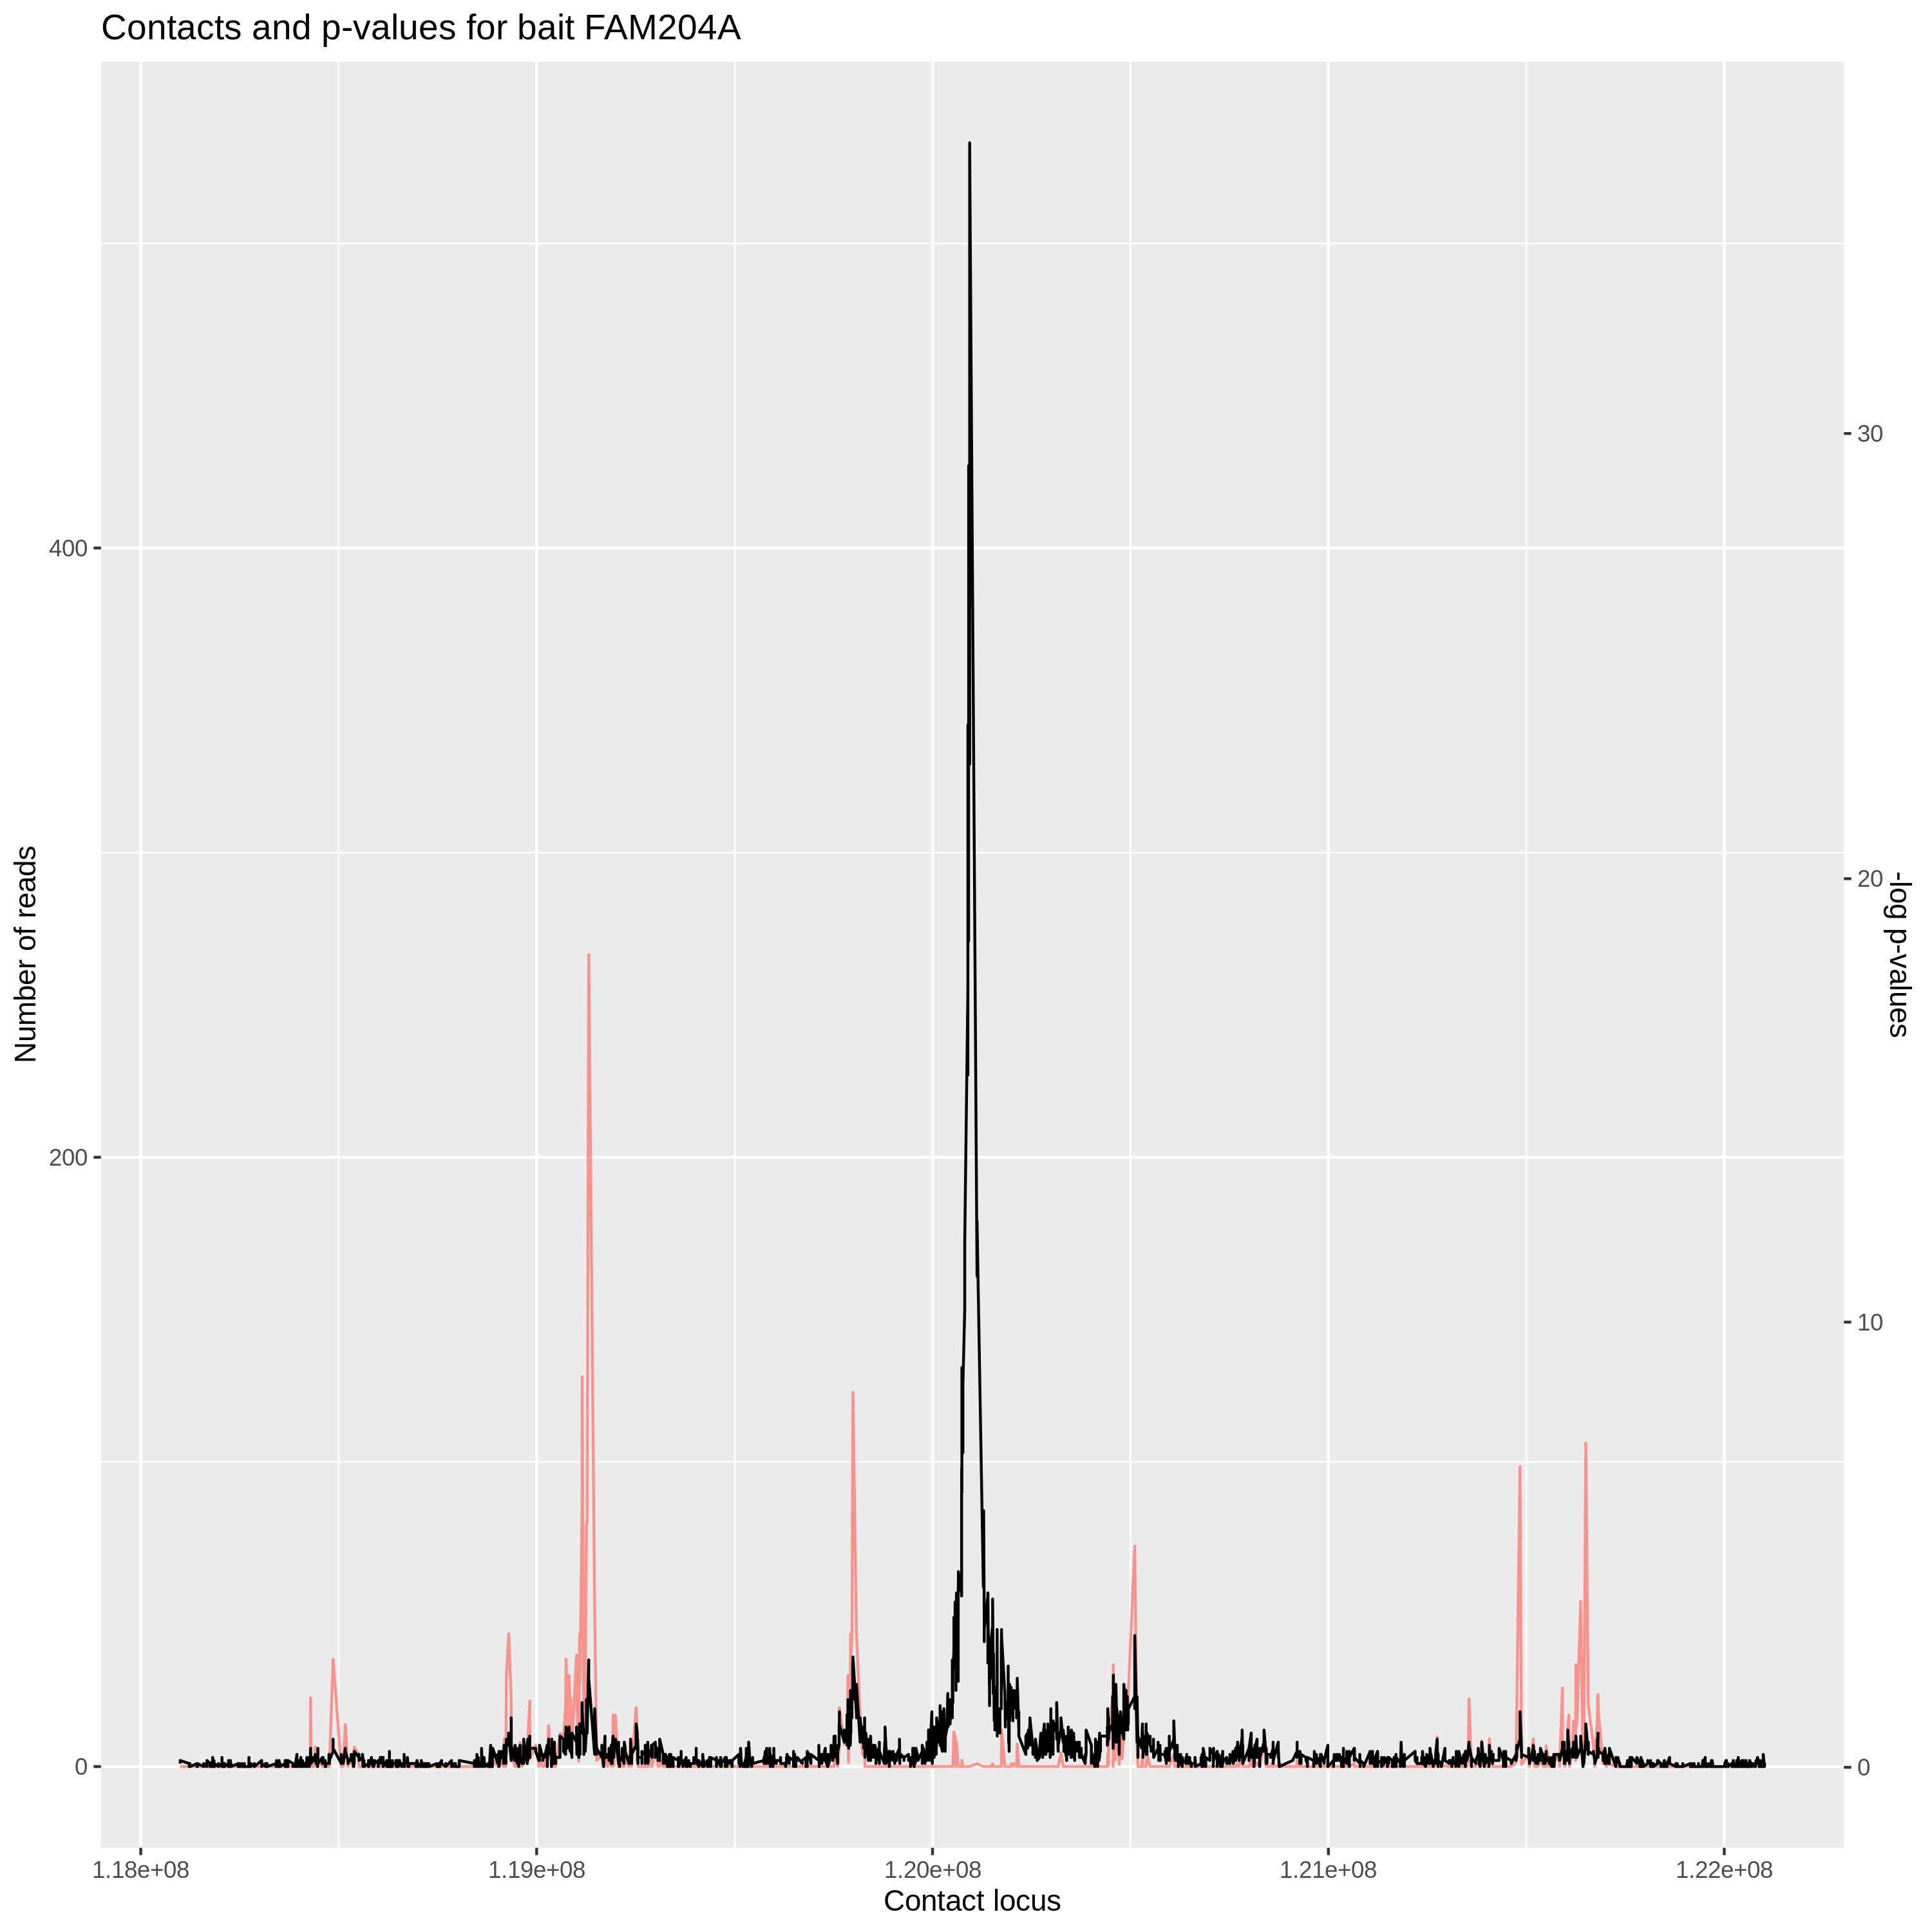 Contacts and p-values for bait FAM204A
Number of reads
400
200
0
30
20
10
0
-log p-values
1.18e+08 1.19e+08 1.20e+08 1.21e+08 1.22e+08
Contact locus